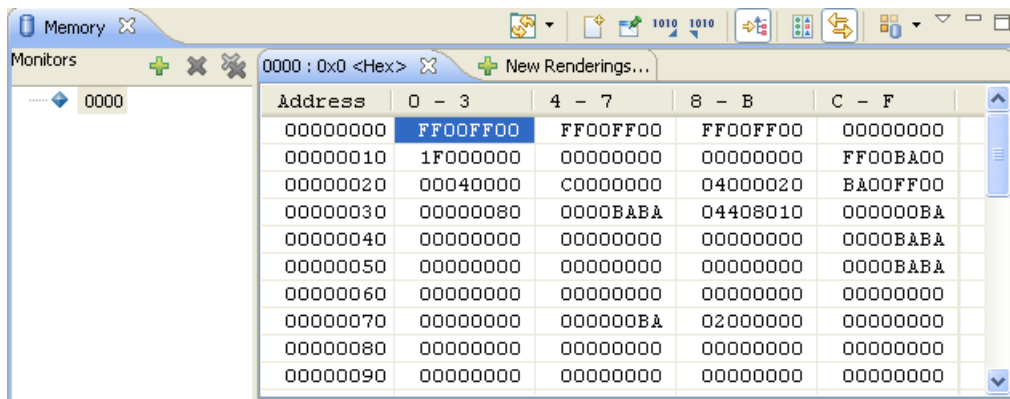 Memory
1010 1010
Monitors
0000 : 0x0 <Hex> New Renderings...
0000
Address 0 - 3 4 - 7 8 - B C - F
00000000 FF00FF00 FF00FF00 FF00FF00 00000000
00000010 1F000000 00000000 00000000 FF00BA00
00000020 00040000 C0000000 04000020 BA00FF00
00000030 00000080 0000BABA 04408010 000000BA
00000040 00000000 00000000 00000000 0000BABA
00000050 00000000 00000000 00000000 0000BABA
00000060 00000000 00000000 00000000 00000000
00000070 00000000 000000BA 02000000 00000000
00000080 00000000 00000000 00000000 00000000
00000090 00000000 00000000 00000000 00000000